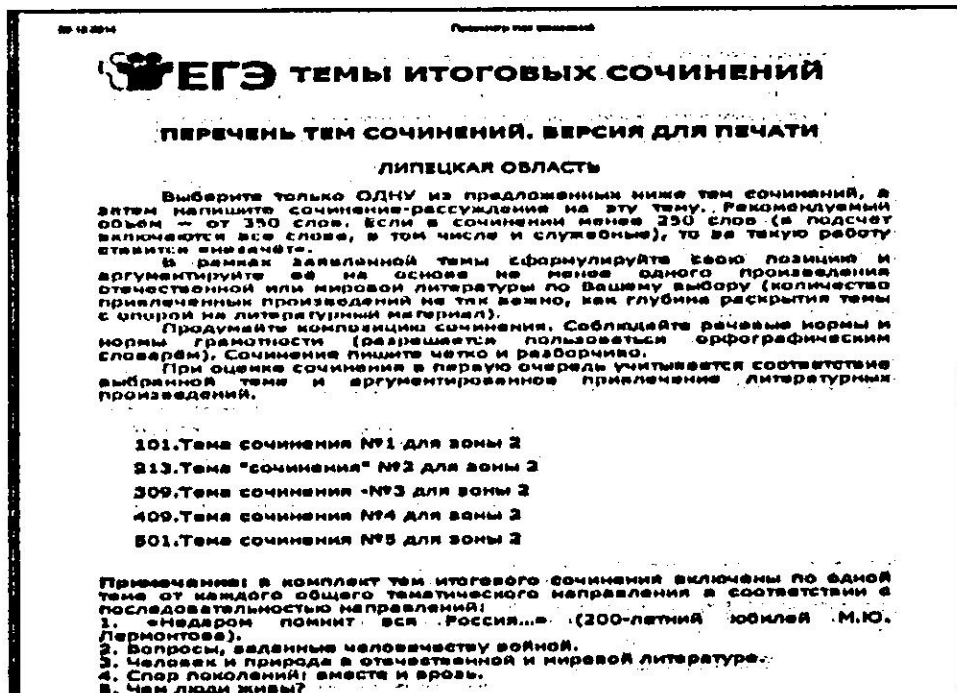 ЕГЭ ТЕМЫ ИТОГОВЫХ СОЧИНЕНИЙ
ПЕРЕЧЕНЬ ТЕМ СОЧИНЕНИЙ. ВЕРСИЯ ДЛЯ ПЕЧАТИ
ЛИПЕЦКАЯ ОБЛАСТЬ
Выберите только ОДНУ из предложенных ниже тем сочинений, а
затем напишите сочинение-рассуждение на эту тему. Рекомендуемый
объём – от 350 слов. Если в сочинении менее 250 слов (в подсчёт
включаются все слова, в том числе и служебные), то за такую работу
ставится «незачёт».
В рамках заявленной темы сформулируйте свою позицию и
аргументируйте её на основе не менее одного произведения
отечественной или мировой литературы по Вашему выбору (количество
привлечённых произведений не так важно, как глубина раскрытия темы
с опорой на литературный материал).
Продумайте композицию сочинения. Соблюдайте речевые нормы и
нормы грамотности (разрешается пользоваться орфографическим
словарём). Сочинение пишите чётко и разборчиво.
При оценке сочинения в первую очередь учитывается соответствие
выбранной теме и аргументированное привлечение литературных
произведений.
101.Тема сочинения №1 для зоны 2
213.Тема "сочинения" №2 для зоны 2
309.Тема сочинения №3 для зоны 2
409.Тема сочинения №4 для зоны 2
501.Тема сочинения №5 для зоны 2
Примечание: в комплект тем итогового сочинения включены по одной
теме от каждого общего тематического направления в соответствии с
последовательностью направлений:
1. «Недаром помнит вся Россия...» (200-летний юбилей М.Ю.
Лермонтова).
2. Вопросы, заданные человечеству войной.
3. Человек и природа в отечественной и мировой литературе.
4. Спор поколений: вместе и врозь.
5. Чем люди живы?